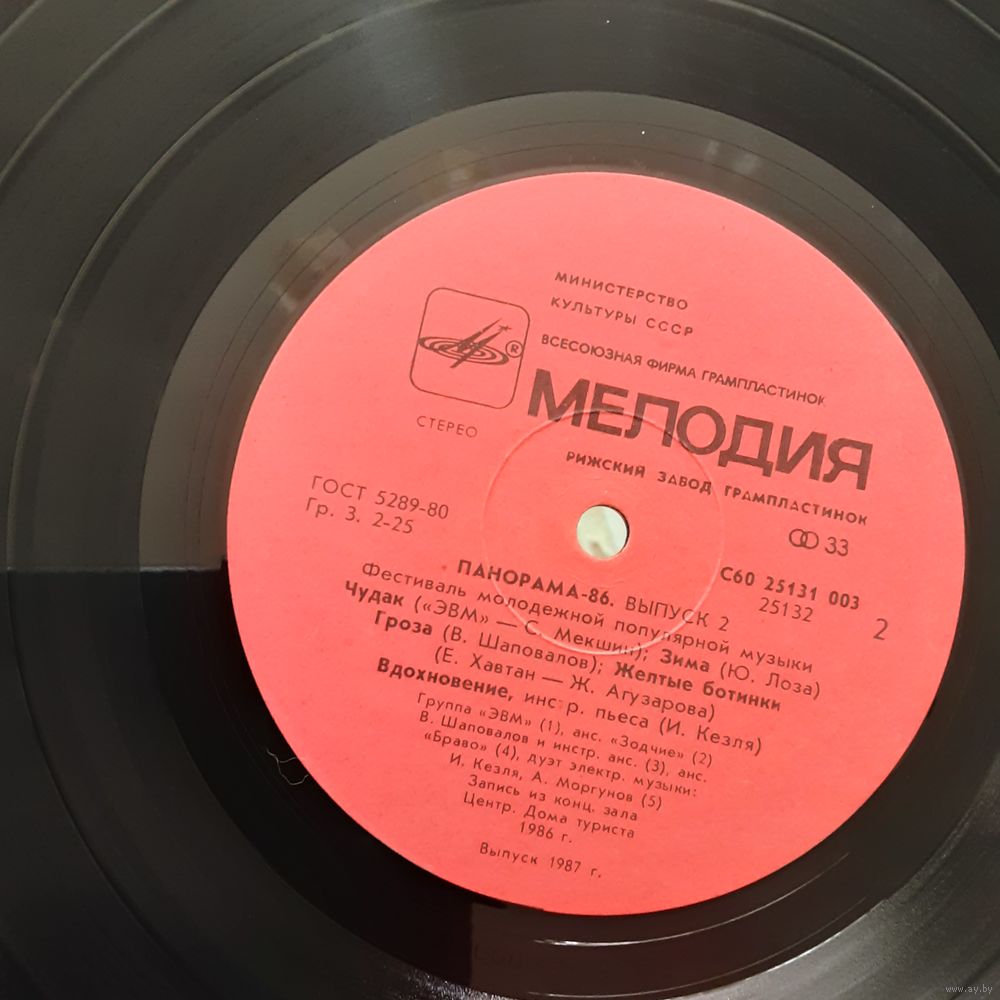 МИНИСТЕРСТВО
КУЛЬТУРЫ СССР
ВСЕСОЮЗНАЯ ФИРМА ГРАМПЛАСТИНОК
®
МЕЛОДИЯ
СТЕРЕО
РИЖСКИЙ ЗАВОД ГРАМПЛАСТИНОК
ГОСТ 5289-80
Гр. 3. 2-25
33
С60 25131 003
25132
2
ПАНОРАМА-86. ВЫПУСК 2
Фестиваль молодежной популярной музыки
Чудак («ЭВМ» — С. Мекшин); Зима (Ю. Лоза)
Гроза (В. Шаповалов); Желтые ботинки
(Е. Хавтан — Ж. Агузарова)
Вдохновение, инстр. пьеса (И. Кезля)
Группа «ЭВМ» (1), анс. «Зодчие» (2)
В. Шаповалов и инстр. анс. (3), анс.
«Браво» (4), дуэт электр. музыки:
И. Кезля, А. Моргунов (5)
Запись из конц. зала
Центр. Дома туриста
1986 г.
Выпуск 1987 г.
www.ay.by